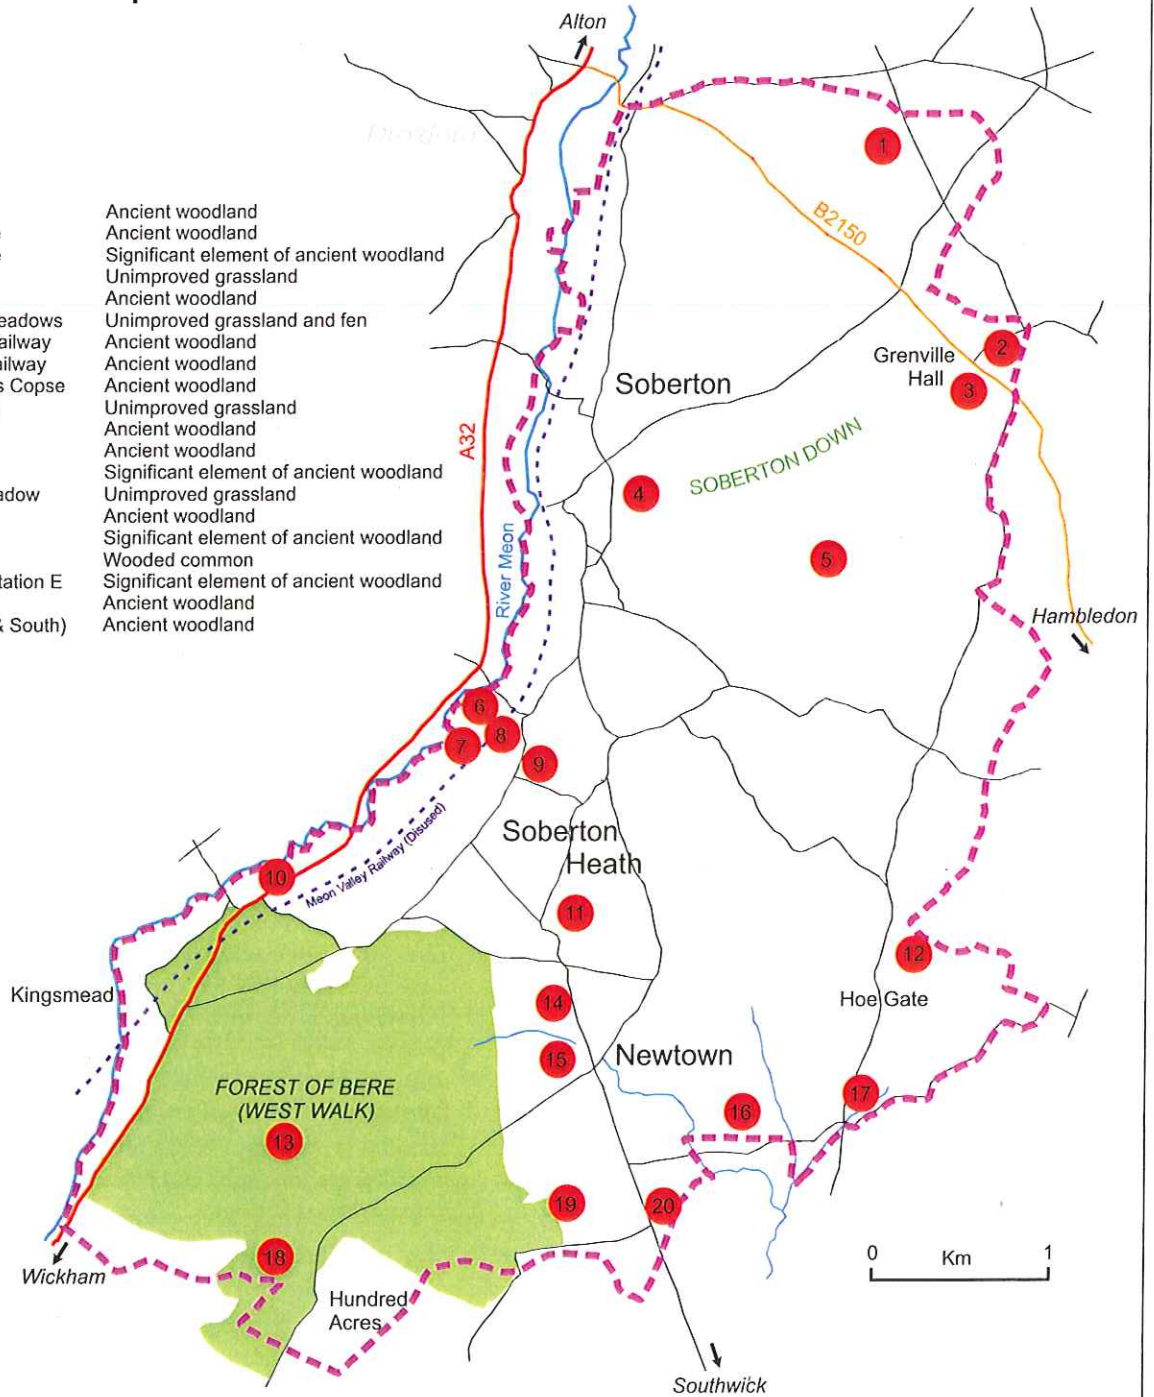 Alton
Ancient woodland
Ancient woodland
Significant element of ancient woodland
Unimproved grassland
Ancient woodland
eadows Unimproved grassland and fen
ailway Ancient woodland
ailway Ancient woodland
s Copse Ancient woodland
Unimproved grassland
Ancient woodland
Ancient woodland
Significant element of ancient woodland
adow Unimproved grassland
Ancient woodland
Significant element of ancient woodland
Wooded common
tation E Significant element of ancient woodland
Ancient woodland
& South) Ancient woodland
1
B2150
2
Grenville
Hall
3
Soberton
A32
4
SOBERTON DOWN
5
River Meon
Hambledon
6
8
7
9
Soberton
Heath
Meon Valley Railway (Disused)
10
11
12
Kingsmead
Hoe Gate
14
15
Newtown
FOREST OF BERE
(WEST WALK)
13
16
17
19
20
18
0 Km 1
Wickham
Hundred
Acres
Southwick